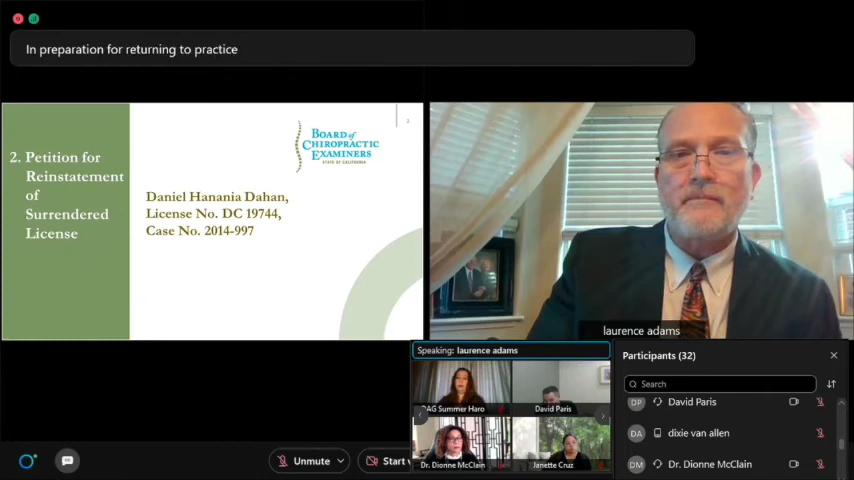 In preparation for returning to practice
2
BOARD of
CHIROPRACTIC
EXAMINERS
STATE OF CALIFORNIA
2. Petition for
Reinstatement
of
Surrendered
License
Daniel Hanania Dahan,
License No. DC 19744,
Case No. 2014-997
laurence adams
Speaking: laurence adams
DAG Summer Haro
David Paris
Dr. Dionne McClain
Janette Cruz
Participants (32)
Search
DP David Paris
DA dixie van allen
DM Dr. Dionne McClain
Unmute
Start v